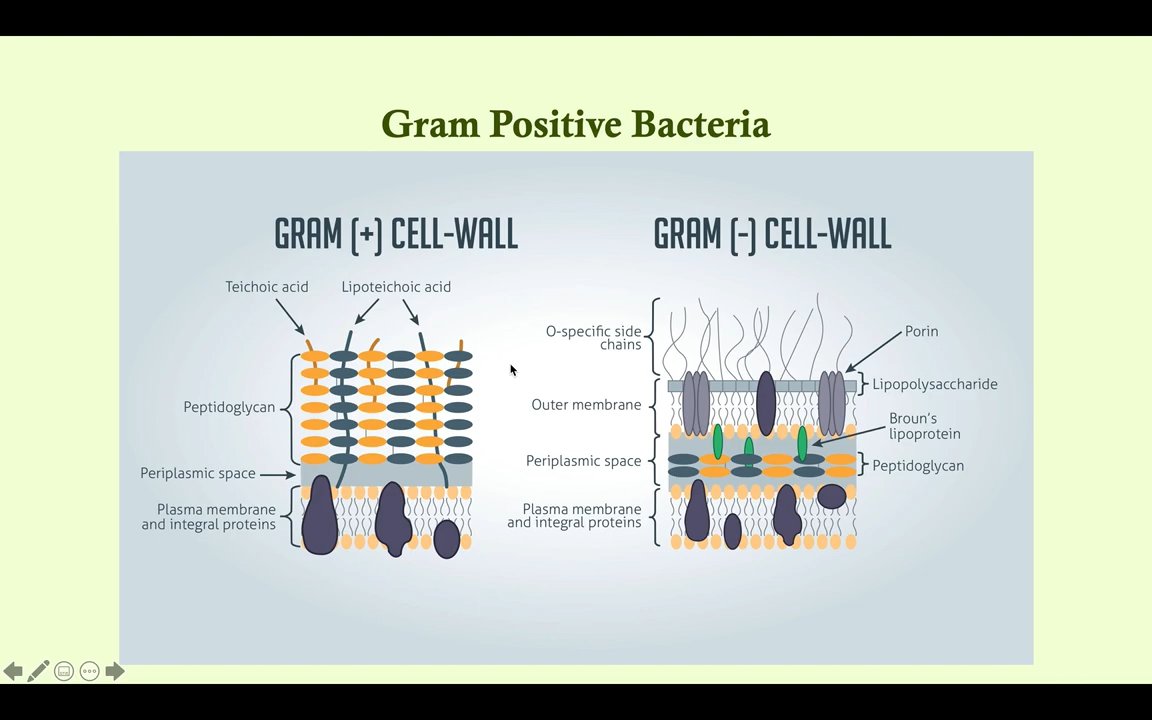 Gram Positive Bacteria
GRAM (+) CELL-WALL
Teichoic acid
Lipoteichoic acid
Peptidoglycan
Periplasmic space
Plasma membrane
and integral proteins
GRAM (-) CELL-WALL
O-specific side
chains
Outer membrane
Periplasmic space
Plasma membrane
and integral proteins
Porin
Lipopolysaccharide
Broun's
lipoprotein
Peptidoglycan